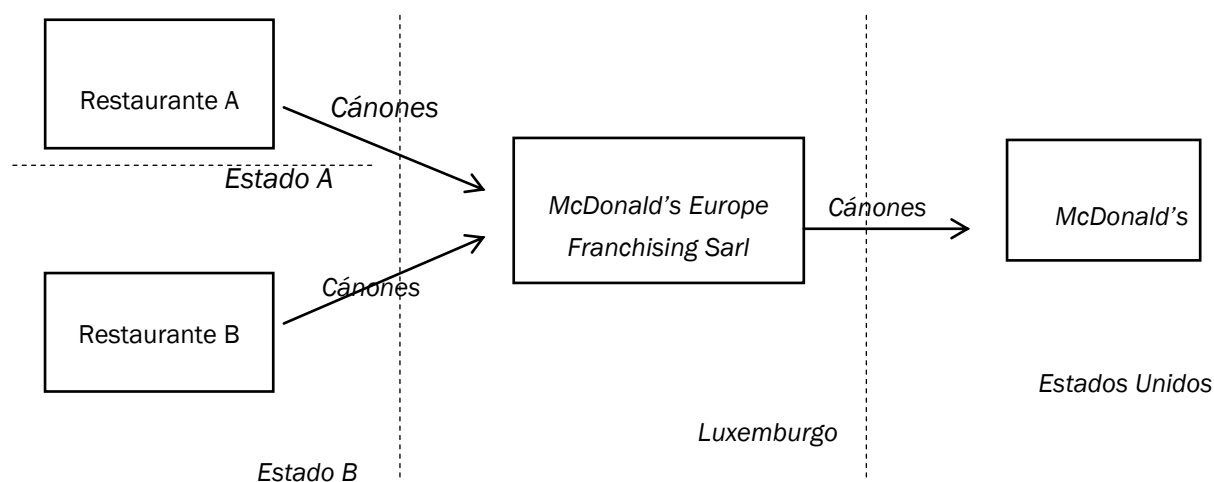 Restaurante A
Cánones
Estado A
McDonald's Europe
Franchising Sarl
Cánones
McDonald's
Cánones
Restaurante B
Estados Unidos
Luxemburgo
Estado B